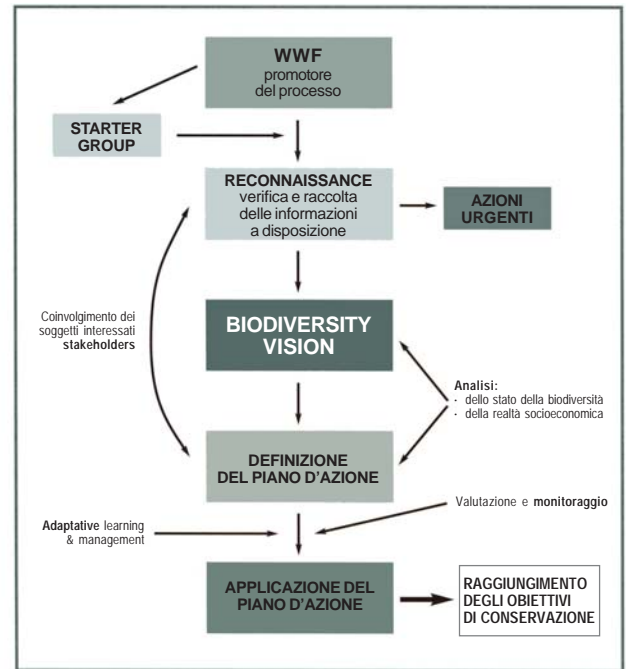 WWF
promotore
del processo
STARTER
GROUP
RECONNAISSANCE
verifica e raccolta
delle informazioni
a disposizione
AZIONI
URGENTI
Coinvolgimento dei
soggetti interessati
stakeholders
BIODIVERSITY
VISION
Analisi:
· dello stato della biodiversità
· della realtà socioeconomica
DEFINIZIONE
DEL PIANO D'AZIONE
Adaptative learning
& management
Valutazione e monitoraggio
APPLICAZIONE DEL
PIANO D'AZIONE
RAGGIUNGIMENTO
DEGLI OBIETTIVI
DI CONSERVAZIONE